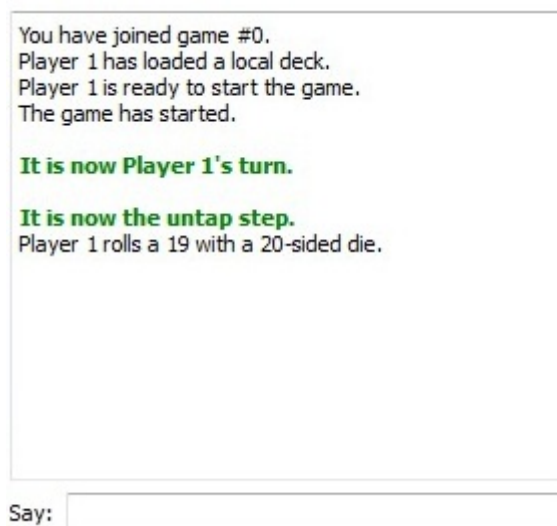 You have joined game #0.
Player 1 has loaded a local deck.
Player 1 is ready to start the game.
The game has started.
It is now Player 1's turn.
It is now the untap step.
Player 1 rolls a 19 with a 20-sided die.
Say: